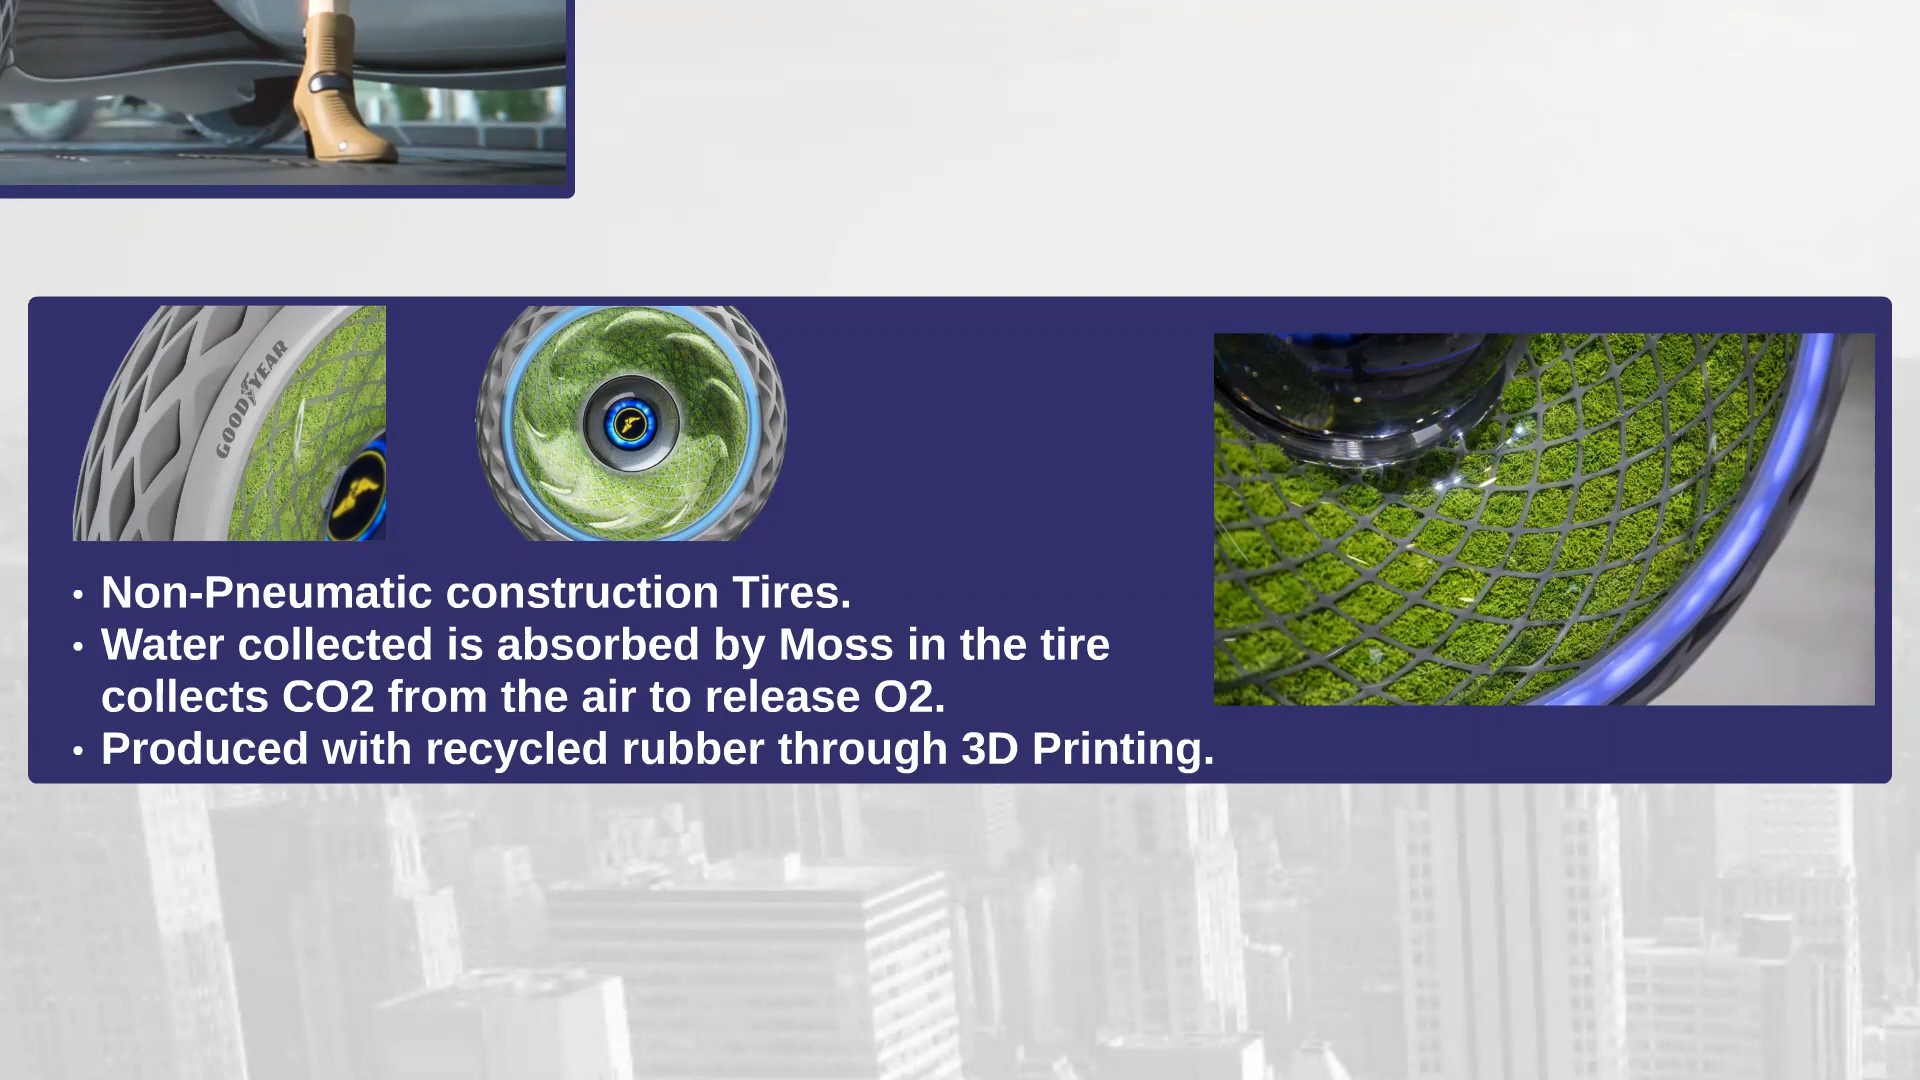 GOODYEAR
• Non-Pneumatic construction Tires.
• Water collected is absorbed by Moss in the tire
collects CO2 from the air to release O2.
• Produced with recycled rubber through 3D Printing.